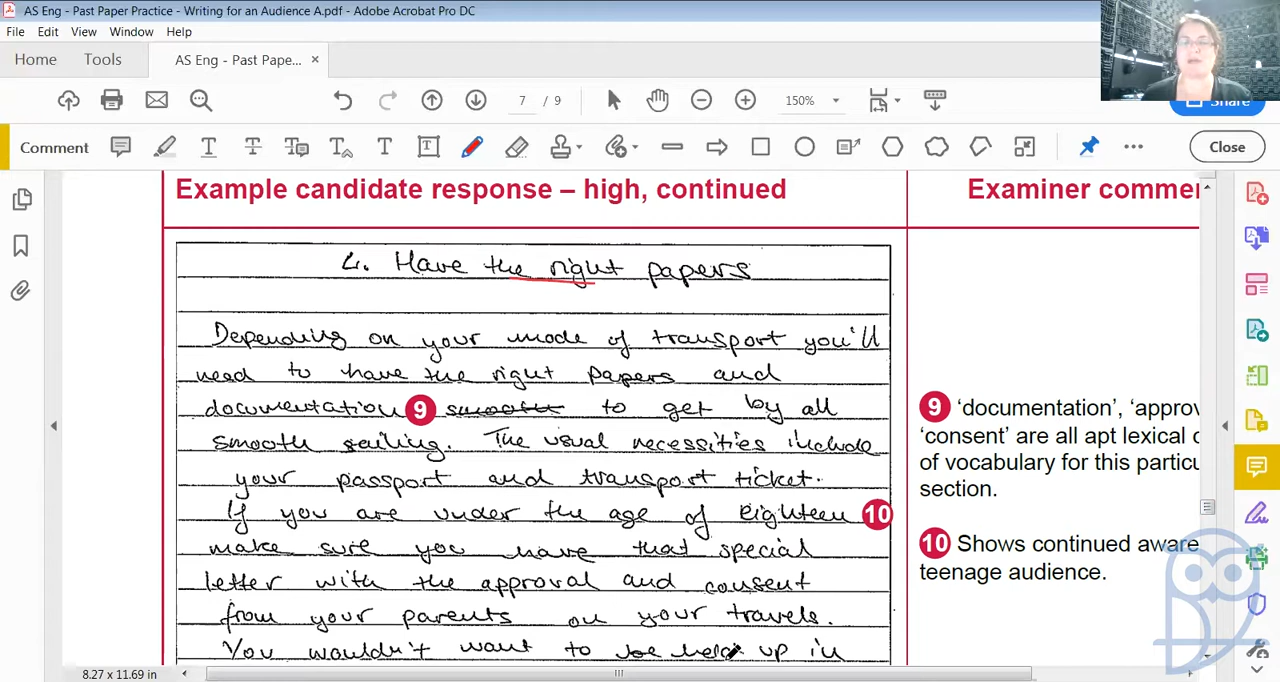 AS Eng - Past Paper Practice - Writing for an Audience A.pdf - Adobe Acrobat Pro DC
File Edit View Window Help
Home Tools AS Eng - Past Pape... ×
7 / 9 150%
Share
Comment Close
Example candidate response – high, continued
Examiner commen
4. Have the right papers
Depending on your mode of transport you'll
need to have the right papers and
documentation 9 smooth to get by all
smooth sailing. The usual necessities include
your passport and transport ticket.
If you are under the age of Eighteen 10
make sure you have that special
letter with the approval and consent
from your parents on your travels.
You wouldn't want to be held up in
9 'documentation', 'approv
'consent' are all apt lexical c
of vocabulary for this particu
section.
10 Shows continued aware
teenage audience.
8.27 x 11.69 in